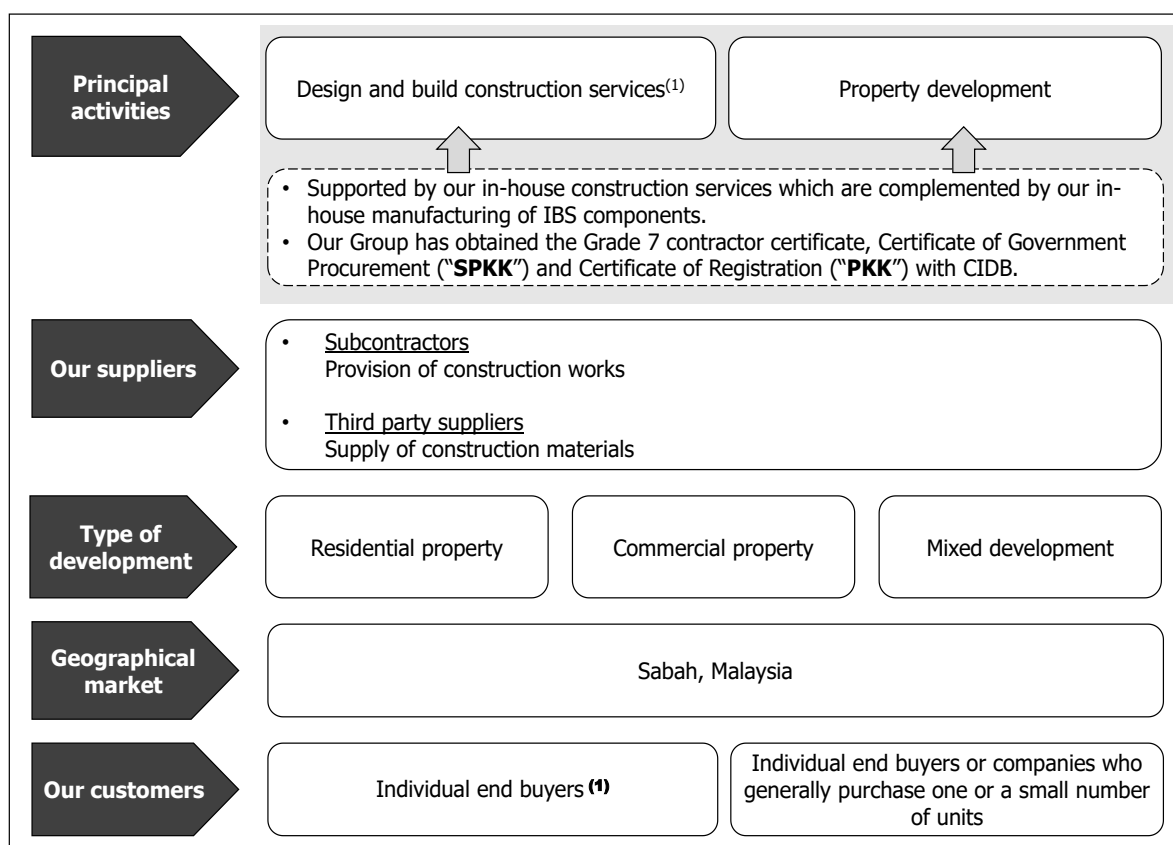 Principal
activities
Design and build construction services(1)
Property development
• Supported by our in-house construction services which are complemented by our in-
house manufacturing of IBS components.
• Our Group has obtained the Grade 7 contractor certificate, Certificate of Government
Procurement (“SPKK”) and Certificate of Registration (“PKK”) with CIDB.
Our suppliers
• Subcontractors
Provision of construction works
• Third party suppliers
Supply of construction materials
Type of
development
Residential property
Commercial property
Mixed development
Geographical
market
Sabah, Malaysia
Our customers
Individual end buyers (1)
Individual end buyers or companies who
generally purchase one or a small number
of units